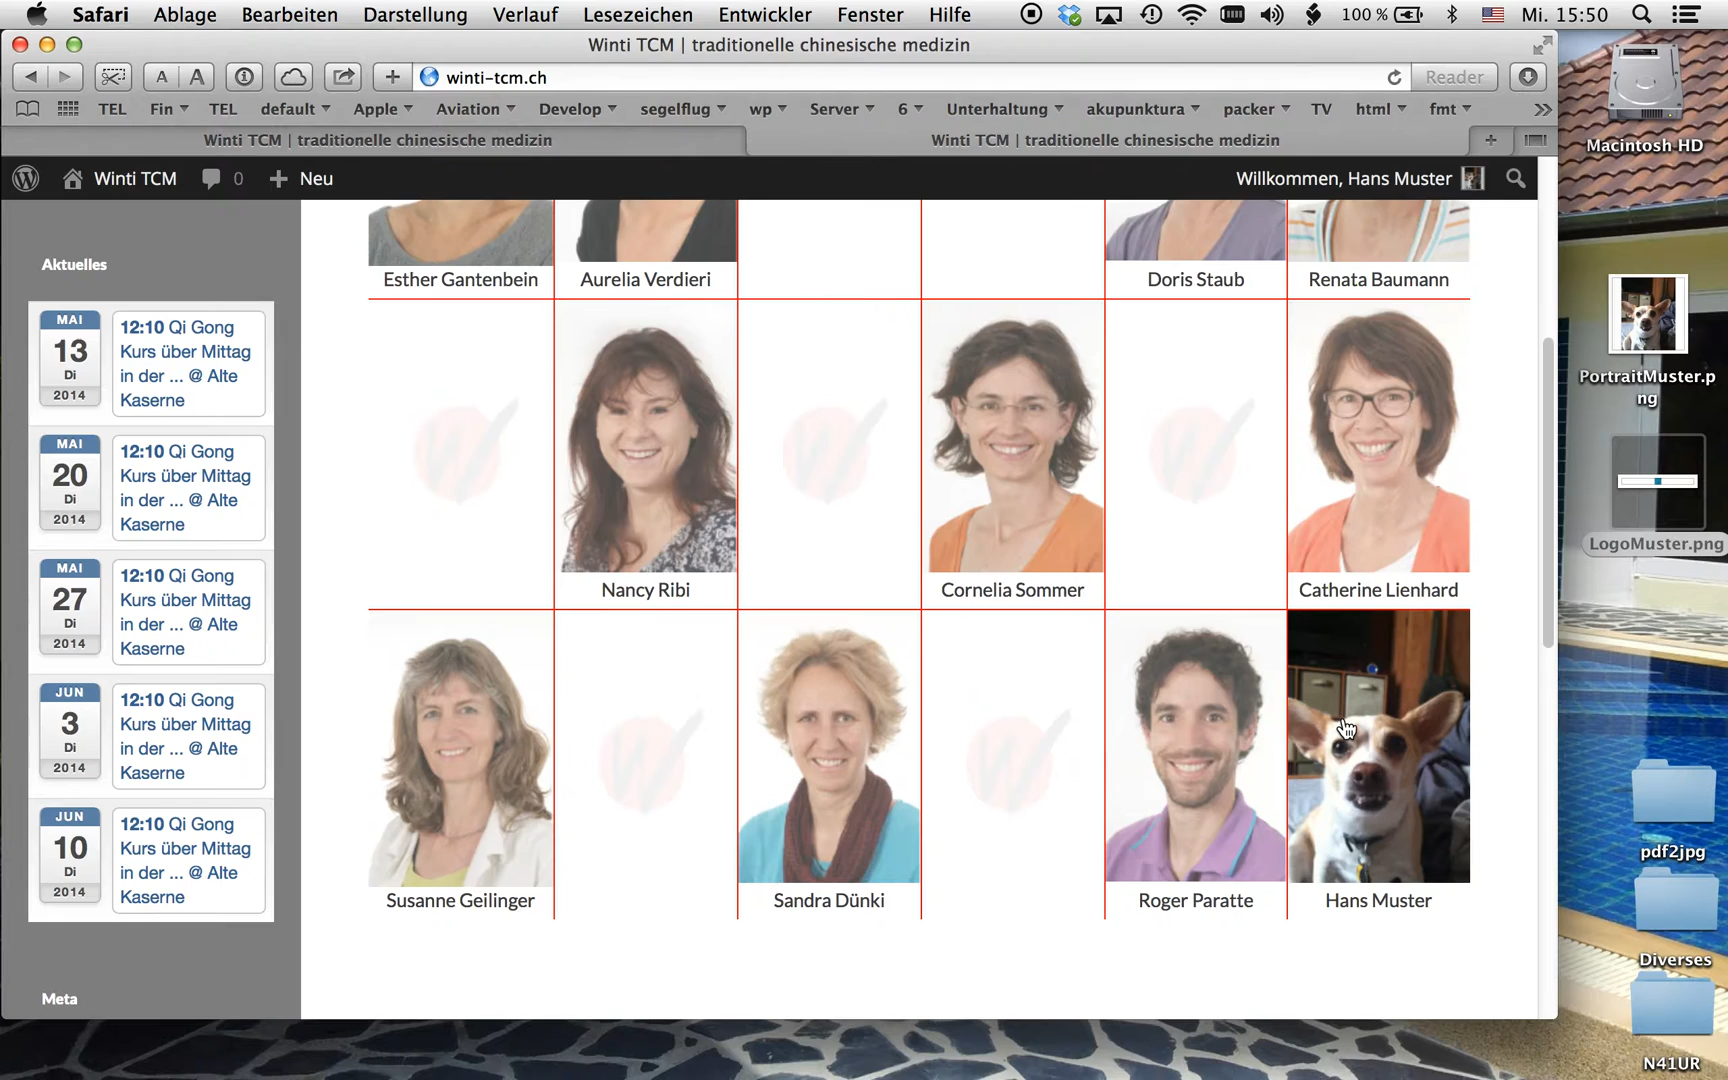 Safari Ablage Bearbeiten Darstellung Verlauf Lesezeichen Entwickler Fenster Hilfe 100 % Mi. 15:50
Winti TCM | traditionelle chinesische medizin
A A + winti-tcm.ch Reader
TEL Fin TEL default Apple Aviation Develop segelflug wp Server 6 Unterhaltung akupunktura packer TV html fmt
Winti TCM | traditionelle chinesische medizin Winti TCM | traditionelle chinesische medizin +
Winti TCM 0 + Neu Willkommen, Hans Muster
Aktuelles
MAI
13
Di
2014
12:10 Qi Gong
Kurs über Mittag
in der ... @ Alte
Kaserne
MAI
20
Di
2014
12:10 Qi Gong
Kurs über Mittag
in der ... @ Alte
Kaserne
MAI
27
Di
2014
12:10 Qi Gong
Kurs über Mittag
in der ... @ Alte
Kaserne
JUN
3
Di
2014
12:10 Qi Gong
Kurs über Mittag
in der ... @ Alte
Kaserne
JUN
10
Di
2014
12:10 Qi Gong
Kurs über Mittag
in der ... @ Alte
Kaserne
Meta
Esther Gantenbein Aurelia Verdieri Doris Staub Renata Baumann
Nancy Ribi Cornelia Sommer Catherine Lienhard
Susanne Geilinger Sandra Dünki Roger Paratte Hans Muster
Macintosh HD
PortraitMuster.p
ng
LogoMuster.png
pdf2jpg
Diverses
N41UR